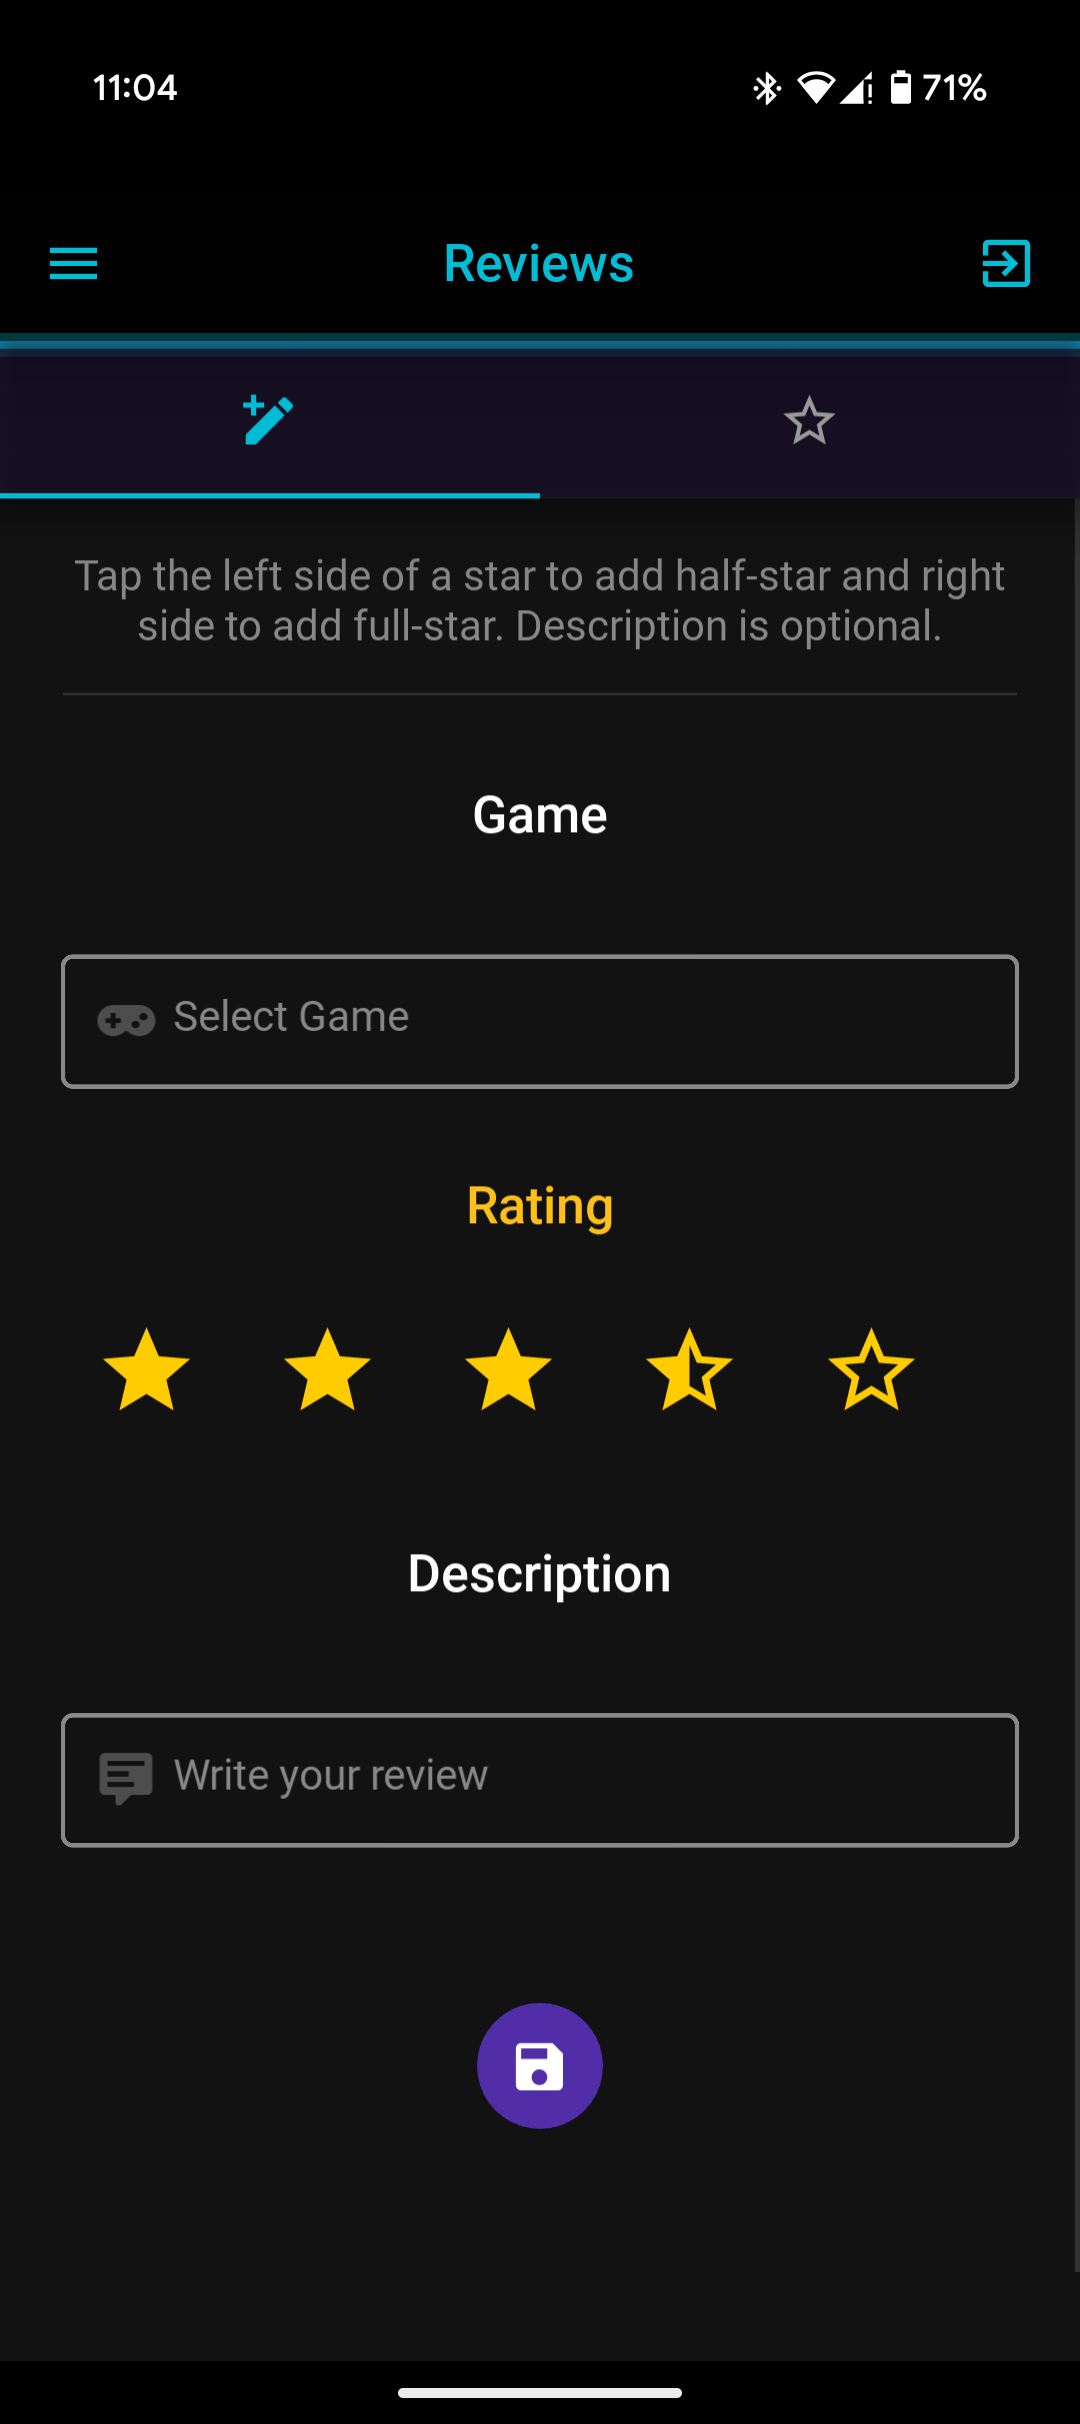 11:04
71%
Reviews
Tap the left side of a star to add half-star and right
side to add full-star. Description is optional.
Game
Select Game
Rating
Description
Write your review